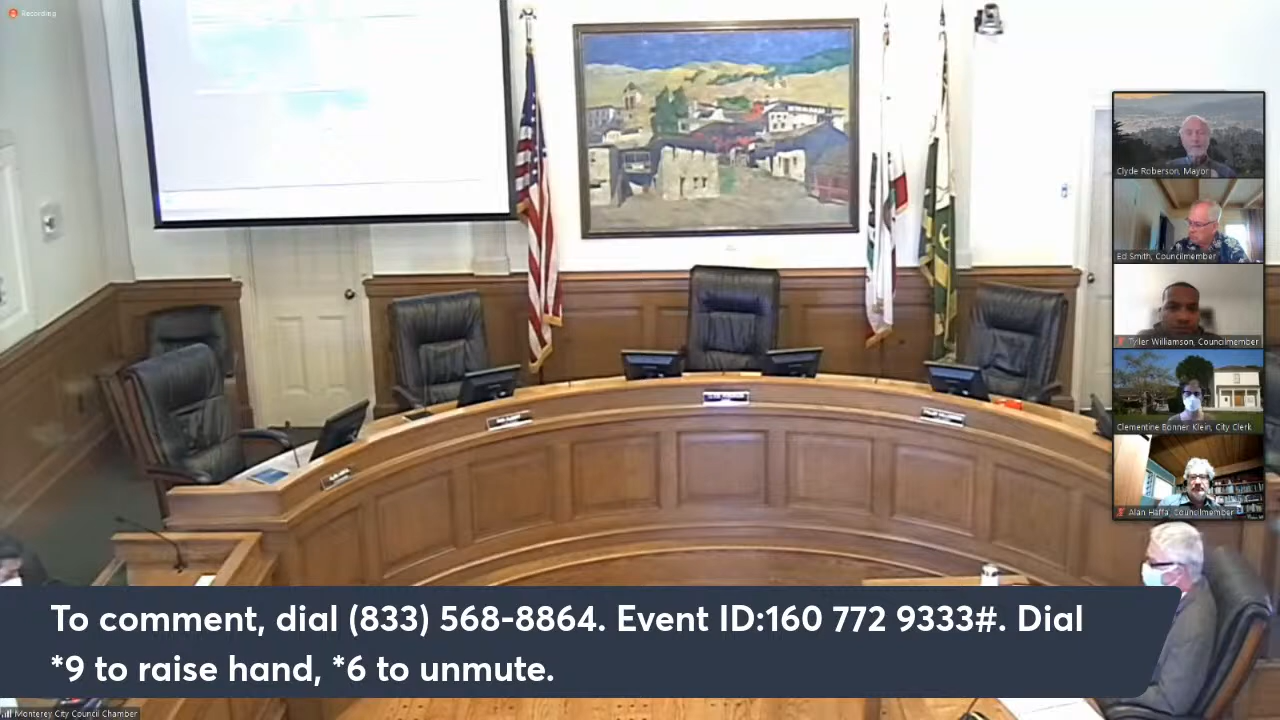 Recording
Clyde Roberson, Mayor
Ed Smith, Councilmember
Tyler Williamson, Councilmember
Clementine Bonner Klein, City Clerk
Alan Haffa, Councilmember
To comment, dial (833) 568-8864. Event ID:160 772 9333#. Dial
*9 to raise hand, *6 to unmute.
Monterey City Council Chamber